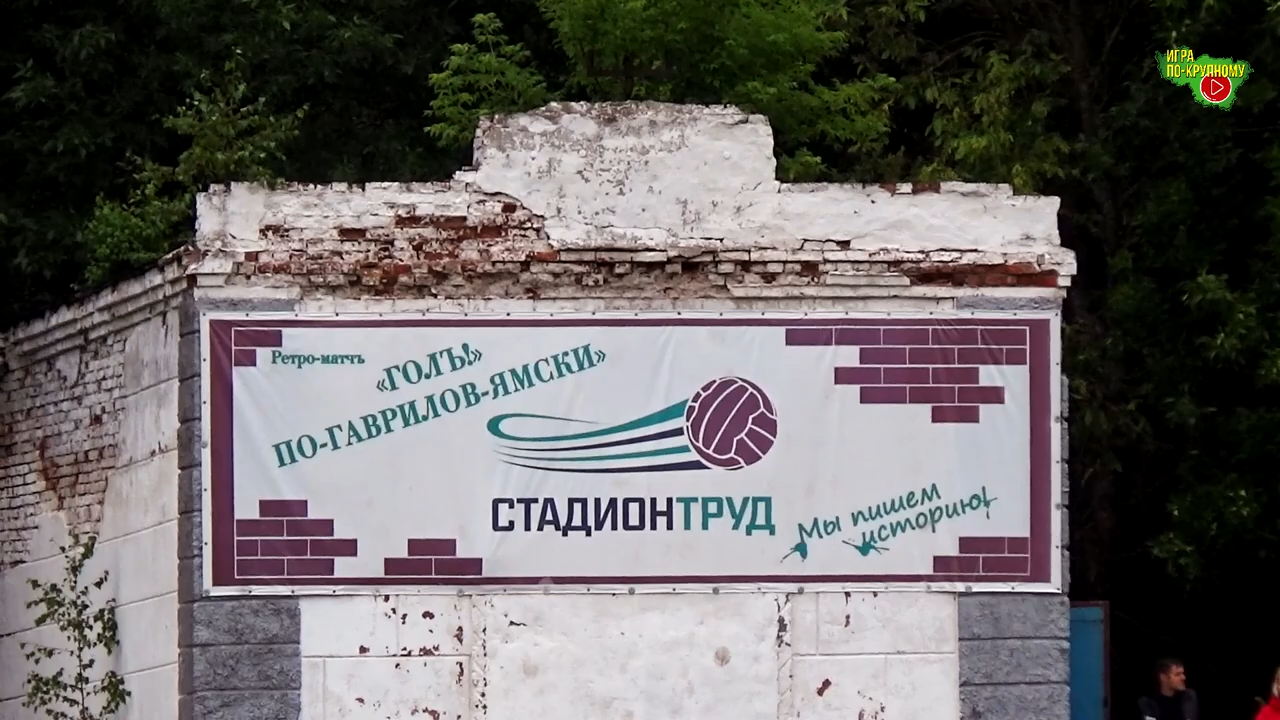 ИГРА
ПО-КРУПНОМУ
Ретро-матчъ
«ГОЛЪ!»
ПО-ГАВРИЛОВ-ЯМСКИ»
СТАДИОНТРУД
Мы пишем
историю!